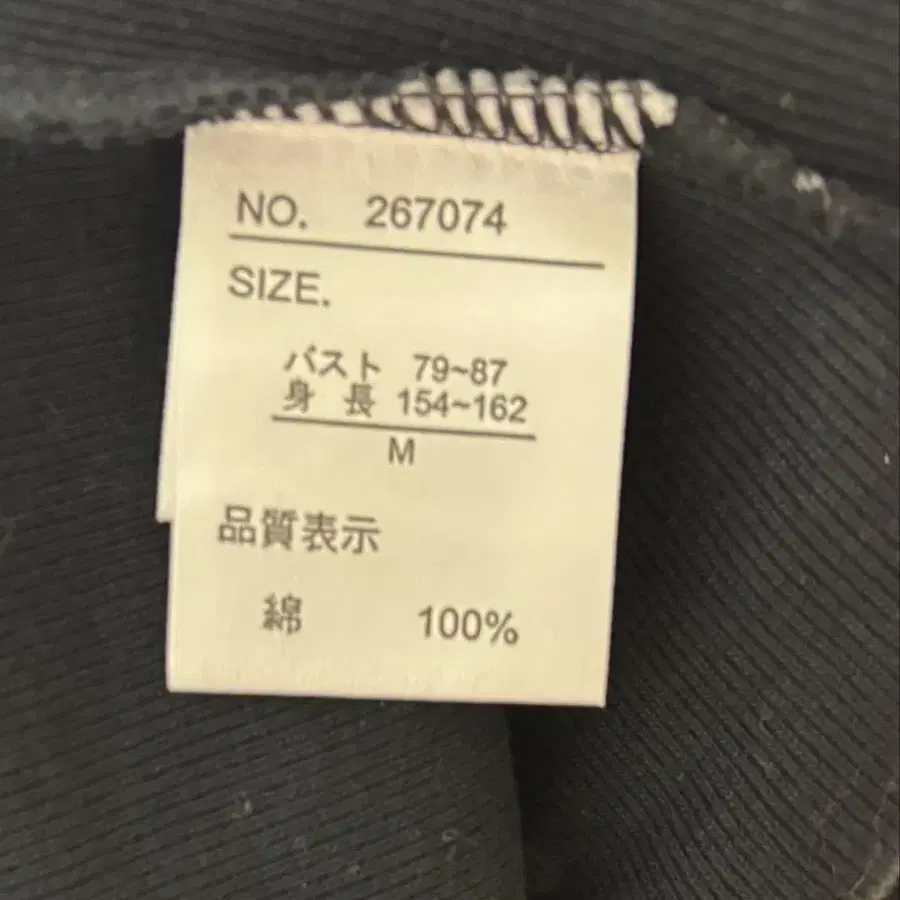 NO. 267074
SIZE.
バスト 79~87
身 長 154~162
M
品質表示
綿 100%